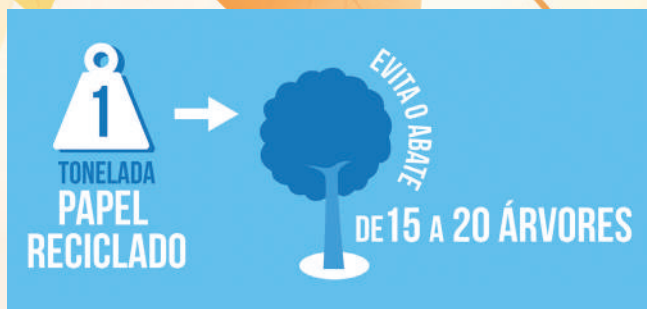 1
TONELADA
PAPEL
RECICLADO
EVITA O ABATE
DE 15 A 20 ÁRVORES